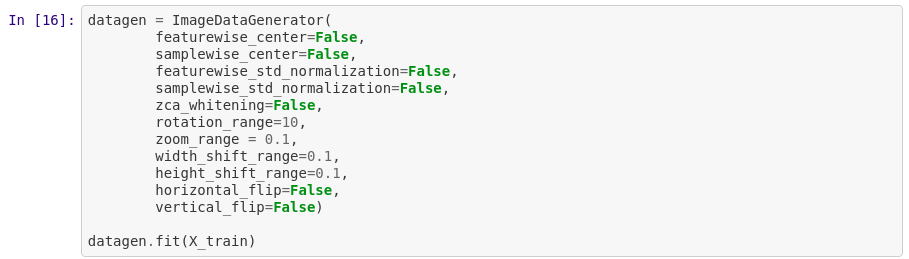 In [16]: datagen = ImageDataGenerator(
        featurewise_center=False,
        samplewise_center=False,
        featurewise_std_normalization=False,
        samplewise_std_normalization=False,
        zca_whitening=False,
        rotation_range=10,
        zoom_range = 0.1,
        width_shift_range=0.1,
        height_shift_range=0.1,
        horizontal_flip=False,
        vertical_flip=False)

datagen.fit(X_train)